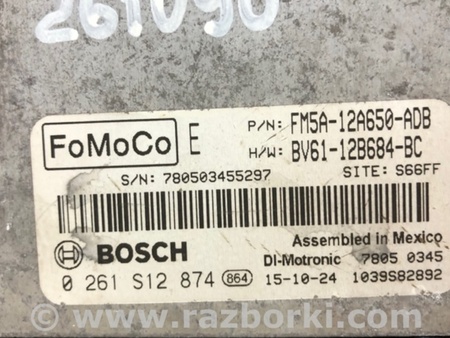 261090
FoMoCo E
P/N: FM5A-12A650-ADB
H/W: BV61-12B684-BC
S/N: 780503455297 SITE: S66FF
BOSCH
Assembled in Mexico
DI-Motronic 7805 0345
0 261 S12 874 864 15-10-24 1039S82892
© www.razborki.com